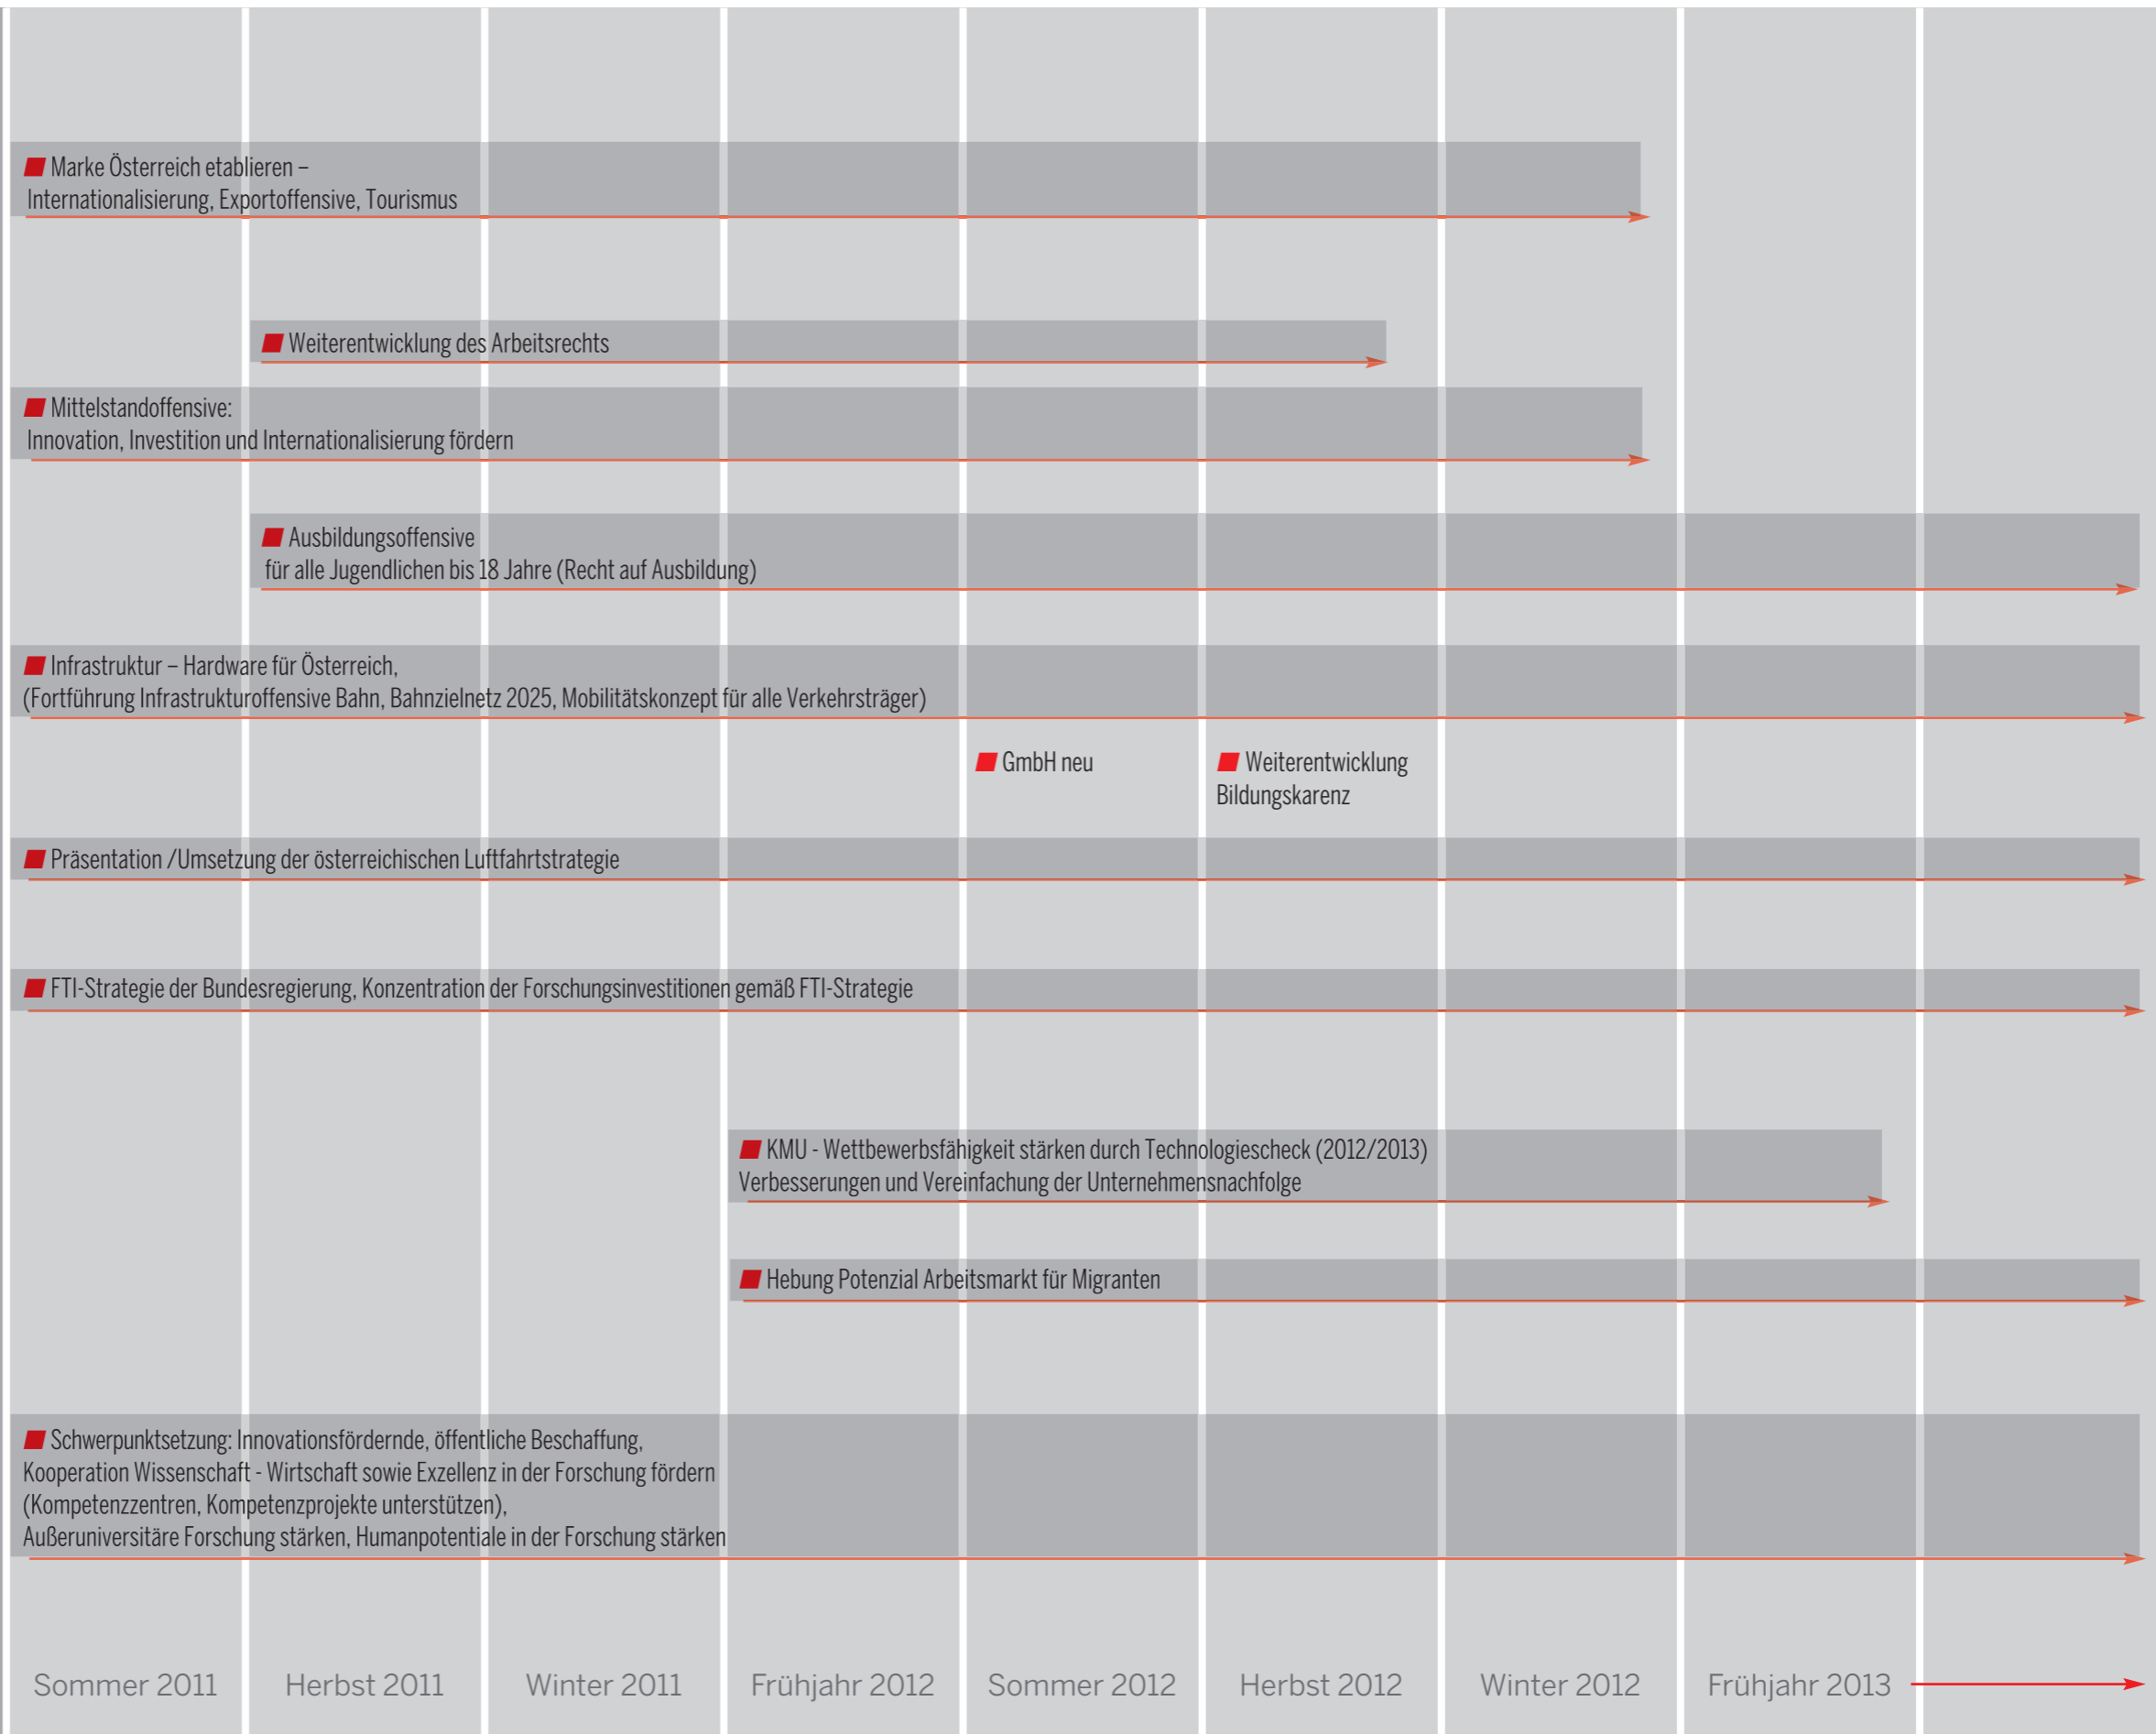 Marke Österreich etablieren –
Internationalisierung, Exportoffensive, Tourismus
Weiterentwicklung des Arbeitsrechts
Mittelstandoffensive:
Innovation, Investition und Internationalisierung fördern
Ausbildungsoffensive
für alle Jugendlichen bis 18 Jahre (Recht auf Ausbildung)
Infrastruktur – Hardware für Österreich,
(Fortführung Infrastrukturoffensive Bahn, Bahnzielnetz 2025, Mobilitätskonzept für alle Verkehrsträger)
GmbH neu
Weiterentwicklung
Bildungskarenz
Präsentation /Umsetzung der österreichischen Luftfahrtstrategie
FTI-Strategie der Bundesregierung, Konzentration der Forschungsinvestitionen gemäß FTI-Strategie
KMU - Wettbewerbsfähigkeit stärken durch Technologiescheck (2012/2013)
Verbesserungen und Vereinfachung der Unternehmensnachfolge
Hebung Potenzial Arbeitsmarkt für Migranten
Schwerpunktsetzung: Innovationsfördernde, öffentliche Beschaffung,
Kooperation Wissenschaft - Wirtschaft sowie Exzellenz in der Forschung fördern
(Kompetenzzentren, Kompetenzprojekte unterstützen),
Außeruniversitäre Forschung stärken, Humanpotentiale in der Forschung stärken
Sommer 2011
Herbst 2011
Winter 2011
Frühjahr 2012
Sommer 2012
Herbst 2012
Winter 2012
Frühjahr 2013